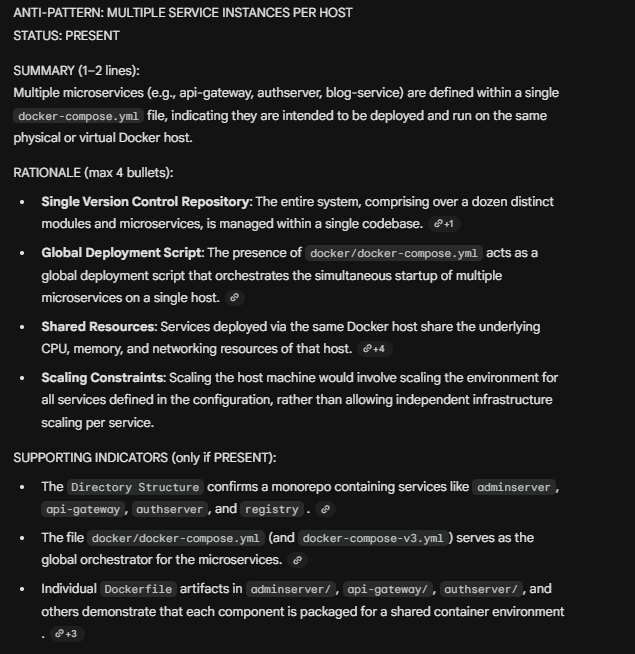 ANTI-PATTERN: MULTIPLE SERVICE INSTANCES PER HOST
STATUS: PRESENT
SUMMARY (1–2 lines):
Multiple microservices (e.g., api-gateway, authserver, blog-service) are defined within a single
docker-compose.yml file, indicating they are intended to be deployed and run on the same
physical or virtual Docker host.
RATIONALE (max 4 bullets):
• Single Version Control Repository: The entire system, comprising over a dozen distinct
modules and microservices, is managed within a single codebase. +1
• Global Deployment Script: The presence of docker/docker-compose.yml acts as a
global deployment script that orchestrates the simultaneous startup of multiple
microservices on a single host.
• Shared Resources: Services deployed via the same Docker host share the underlying
CPU, memory, and networking resources of that host. +4
• Scaling Constraints: Scaling the host machine would involve scaling the environment for
all services defined in the configuration, rather than allowing independent infrastructure
scaling per service.
SUPPORTING INDICATORS (only if PRESENT):
• The Directory Structure confirms a monorepo containing services like adminserver ,
api-gateway , authserver , and registry .
• The file docker/docker-compose.yml (and docker-compose-v3.yml ) serves as the
global orchestrator for the microservices.
• Individual Dockerfile artifacts in adminserver/ , api-gateway/ , authserver/ , and
others demonstrate that each component is packaged for a shared container environment
. +3